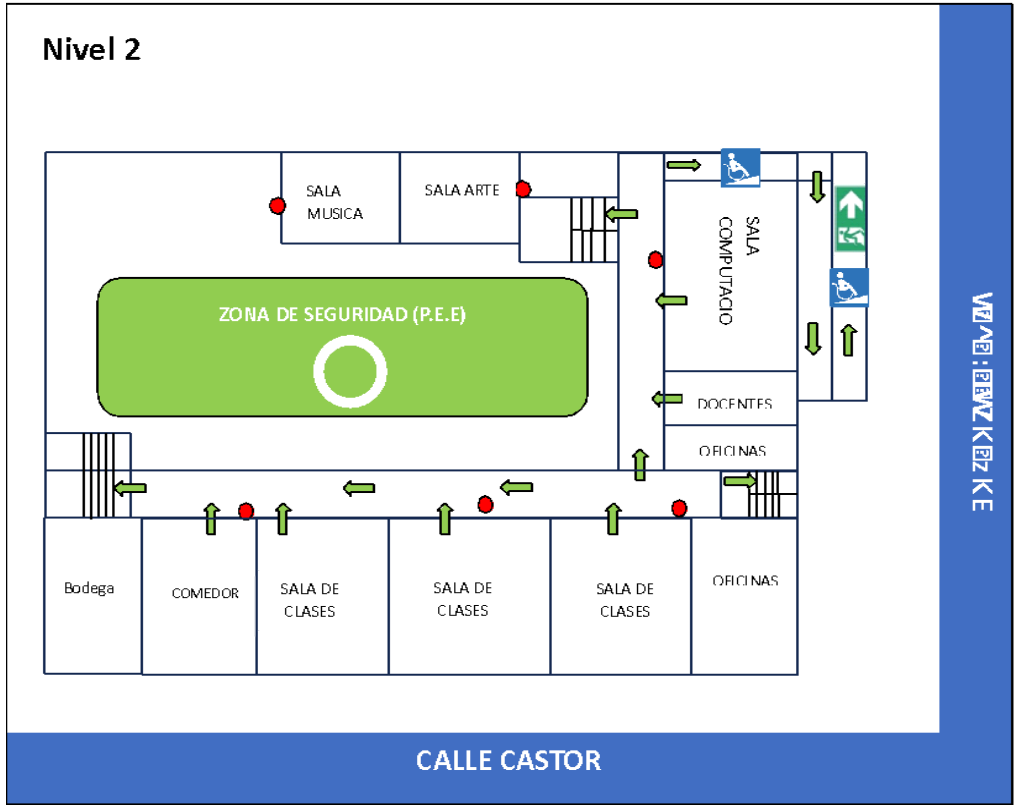 Nivel 2
SALA
MUSICA
SALA ARTE
SALA
COMPUTACIO
ZONA DE SEGURIDAD (P.E.E)
DOCENTES
OFICINAS
Bodega
COMEDOR
SALA DE
CLASES
SALA DE
CLASES
SALA DE
CLASES
OFICINAS
CALLE CASTOR